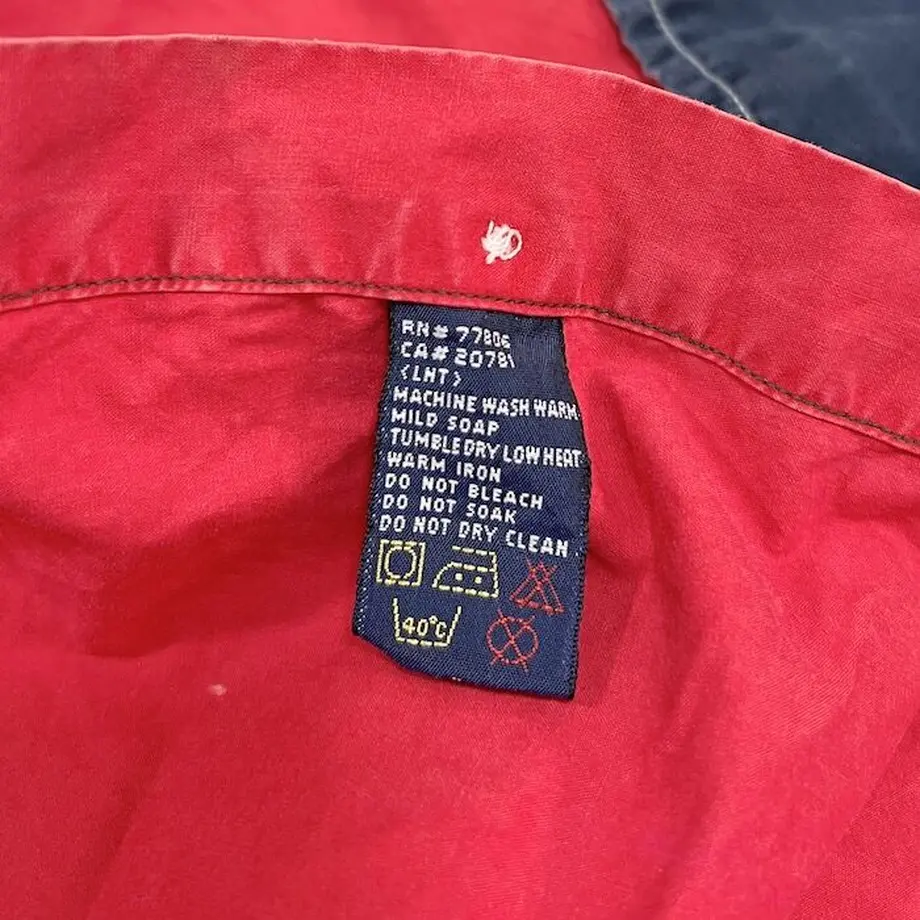 RN# 77806
CA# 20781
(LHT)
MACHINE WASH WARM
MILD SOAP
TUMBLE DRY LOW HEAT
WARM IRON
DO NOT BLEACH
DO NOT SOAK
DO NOT DRY CLEAN
40°C